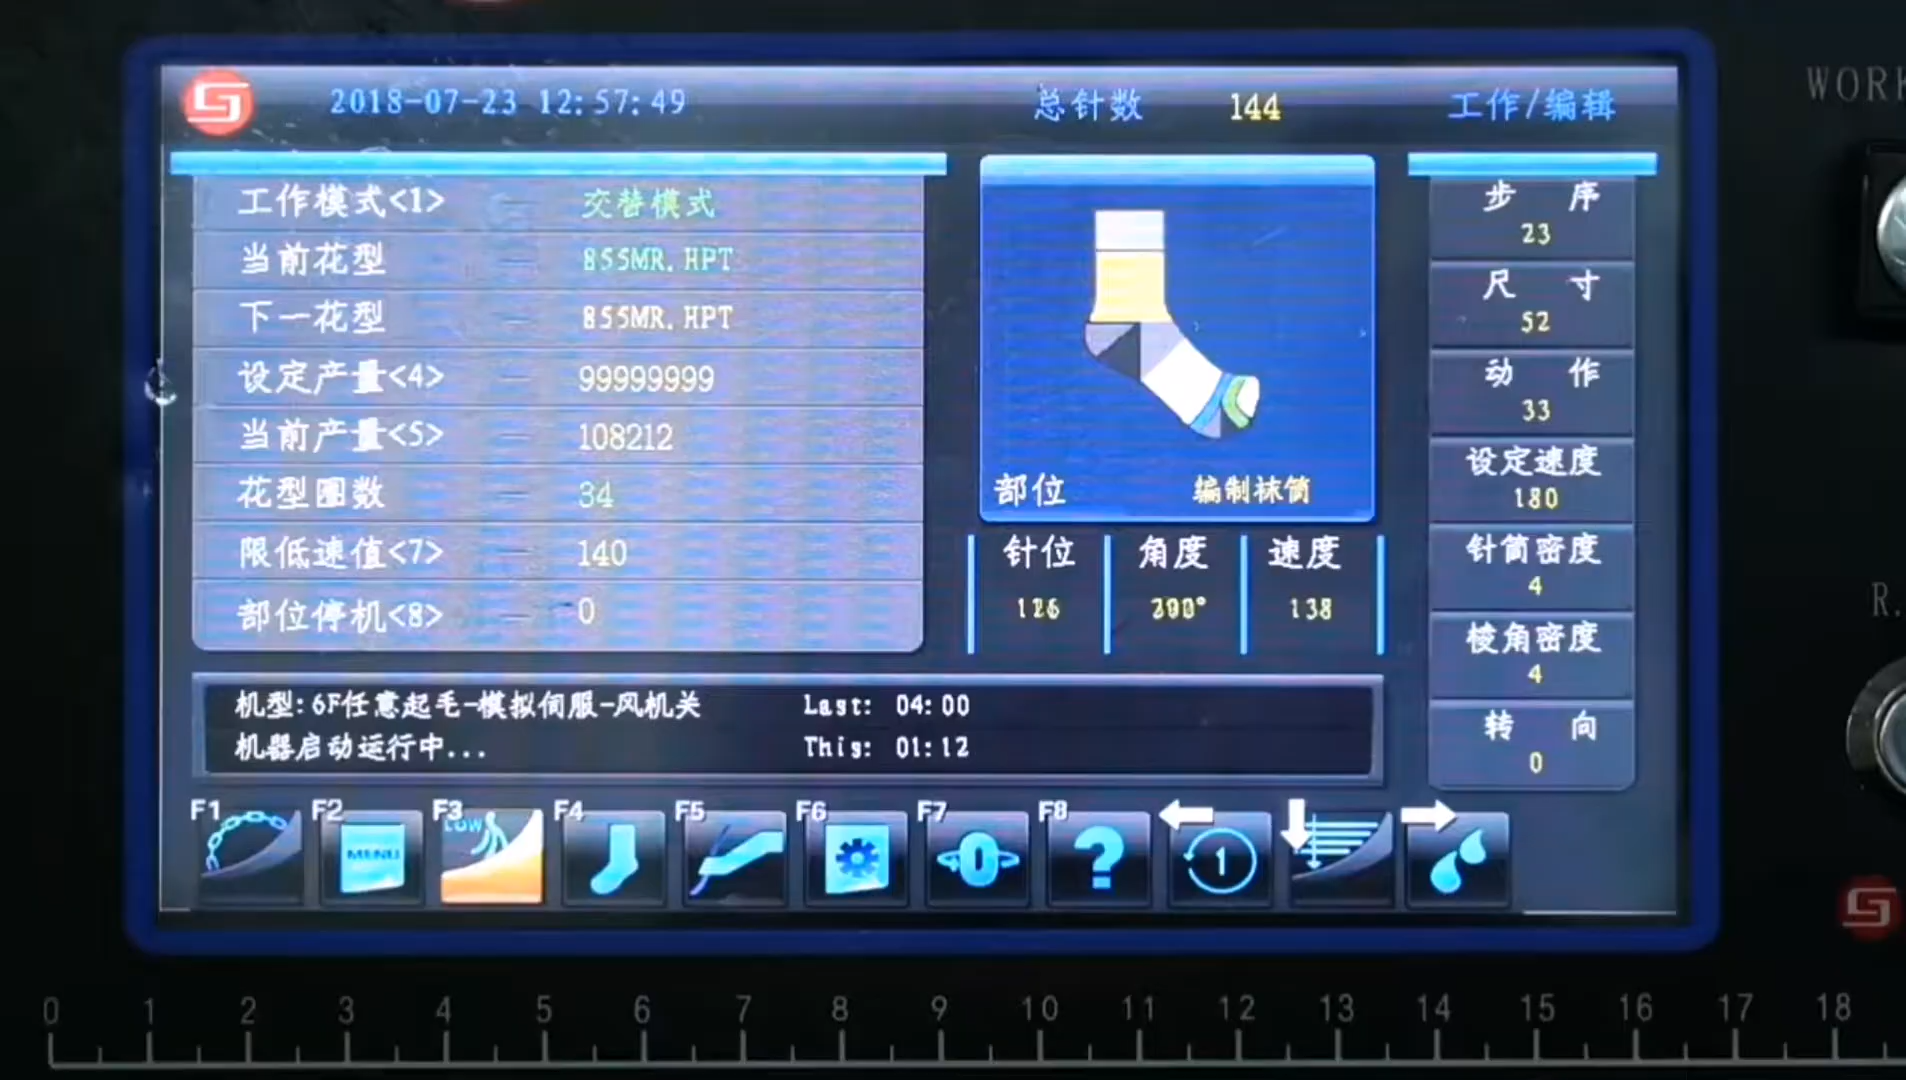 2018-07-23 12:57:49 总针数 144 工作/编辑
工作模式<1> 交替模式
当前花型 855MR.HPT
下一花型 855MR.HPT
设定产量<4> 99999999
当前产量<5> 108212
花型圈数 34
限低速值<7> 140
部位停机<8> 0
部位 编制袜筒
针位 角度 速度
126 138
步序
23
尺寸
52
动作
33
设定速度
180
针筒密度
4
棱角密度
4
转向
0
机型:6F任意起毛-模拟伺服-风机关 Last: 04:00
机器启动运行中... This: 01:12
F1 F2 F3 F4 F5 F6 F7 F8
MENU LOW 0 ? 1
WORK
R.
0 1 2 3 4 5 6 7 8 9 10 11 12 13 14 15 16 17 18